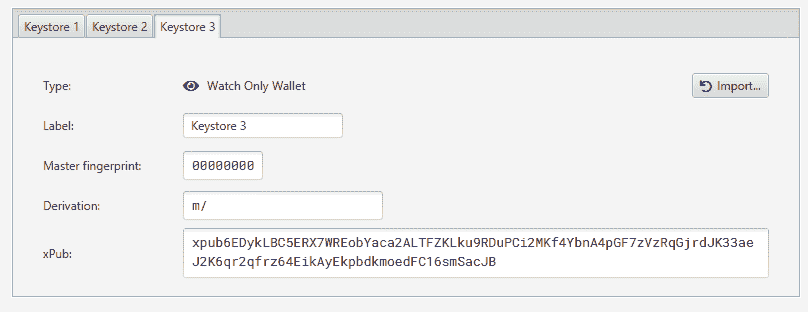 Keystore 1 Keystore 2 Keystore 3
Type: Watch Only Wallet Import...
Label: Keystore 3
Master fingerprint: 00000000
Derivation: m/
xPub: xpub6EDykLBC5ERX7WREobYaca2ALTFZKLku9RDuPCi2MKf4YbnA4pGF7zVzRqGjrdJK33ae
J2K6qr2qfrz64EikAyEkpbdkmoedFC16smSacJB